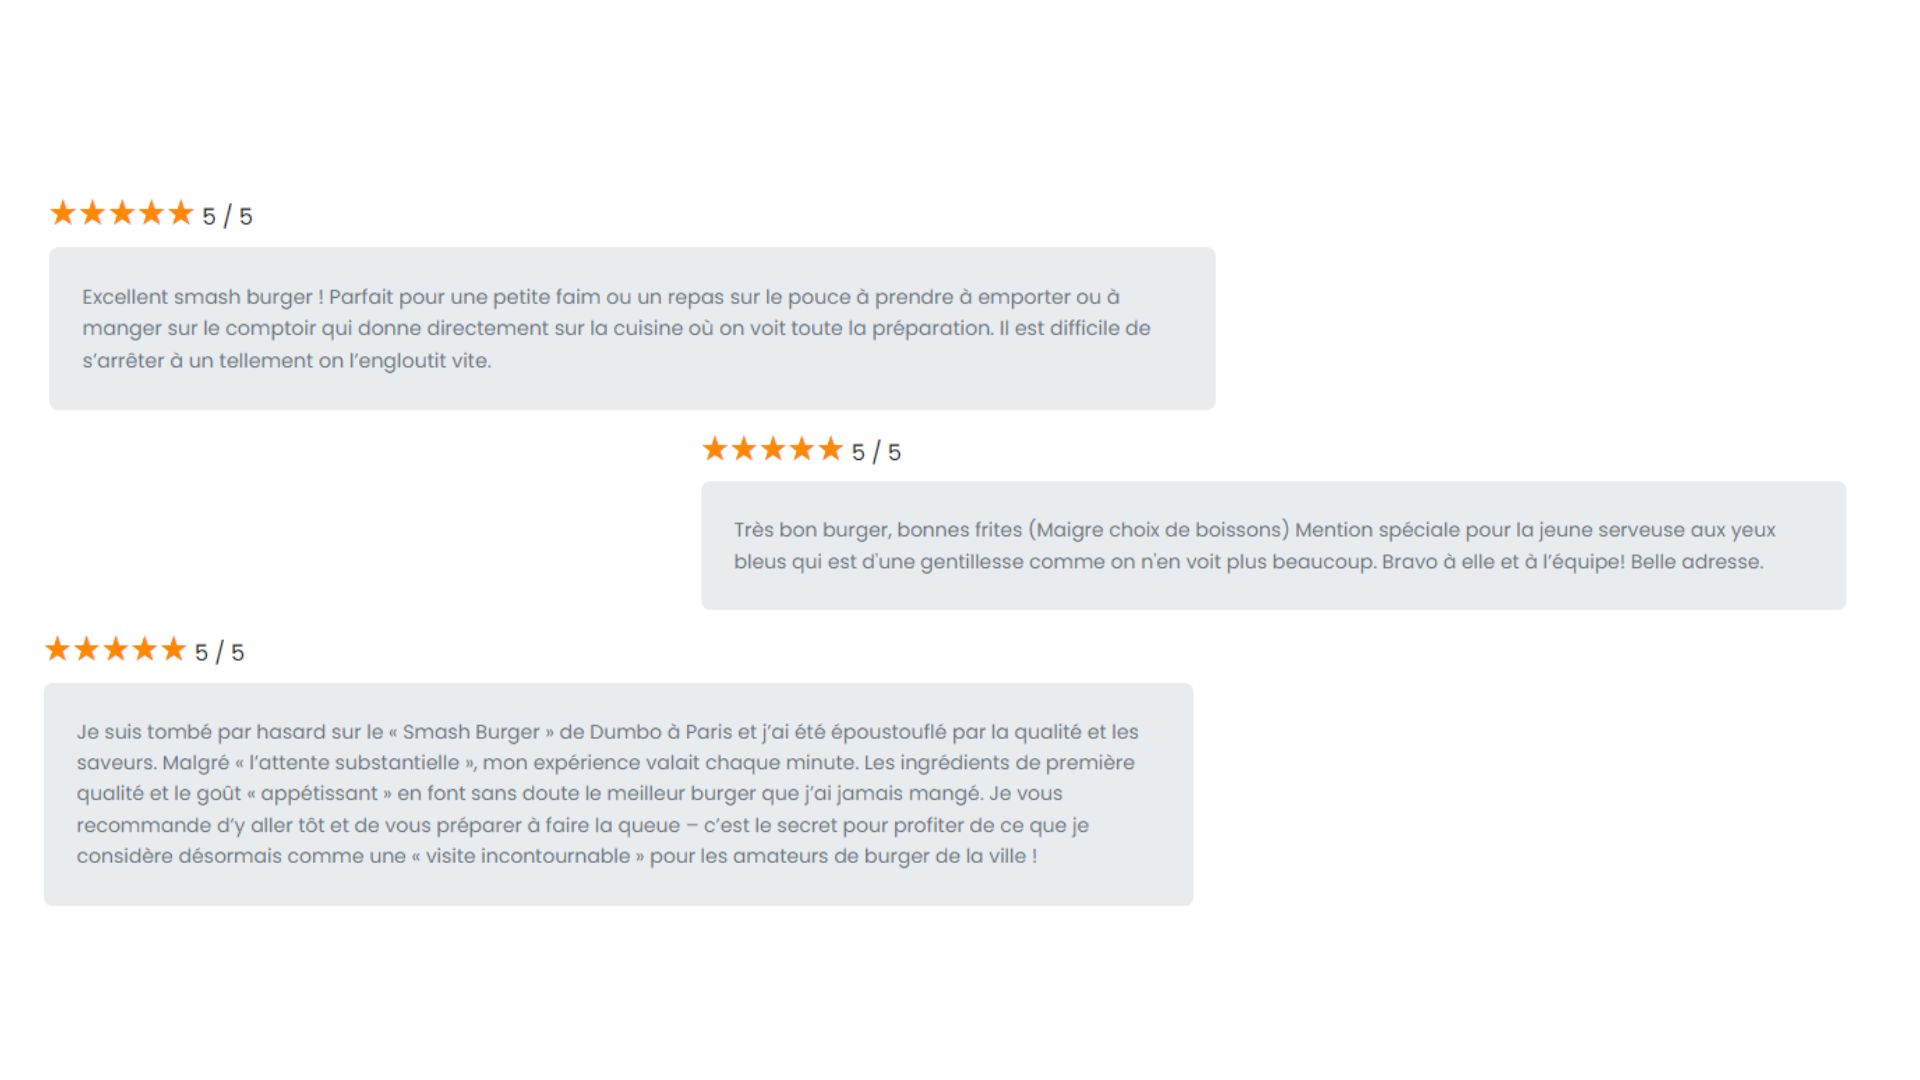 ★★★★★ 5 / 5
Excellent smash burger ! Parfait pour une petite faim ou un repas sur le pouce à prendre à emporter ou à
manger sur le comptoir qui donne directement sur la cuisine où on voit toute la préparation. Il est difficile de
s’arrêter à un tellement on l’engloutit vite.
★★★★★ 5 / 5
Très bon burger, bonnes frites (Maigre choix de boissons) Mention spéciale pour la jeune serveuse aux yeux
bleus qui est d'une gentillesse comme on n'en voit plus beaucoup. Bravo à elle et à l’équipe! Belle adresse.
★★★★★ 5 / 5
Je suis tombé par hasard sur le « Smash Burger » de Dumbo à Paris et j’ai été époustouflé par la qualité et les
saveurs. Malgré « l’attente substantielle », mon expérience valait chaque minute. Les ingrédients de première
qualité et le goût « appétissant » en font sans doute le meilleur burger que j’ai jamais mangé. Je vous
recommande d’y aller tôt et de vous préparer à faire la queue – c’est le secret pour profiter de ce que je
considère désormais comme une « visite incontournable » pour les amateurs de burger de la ville !